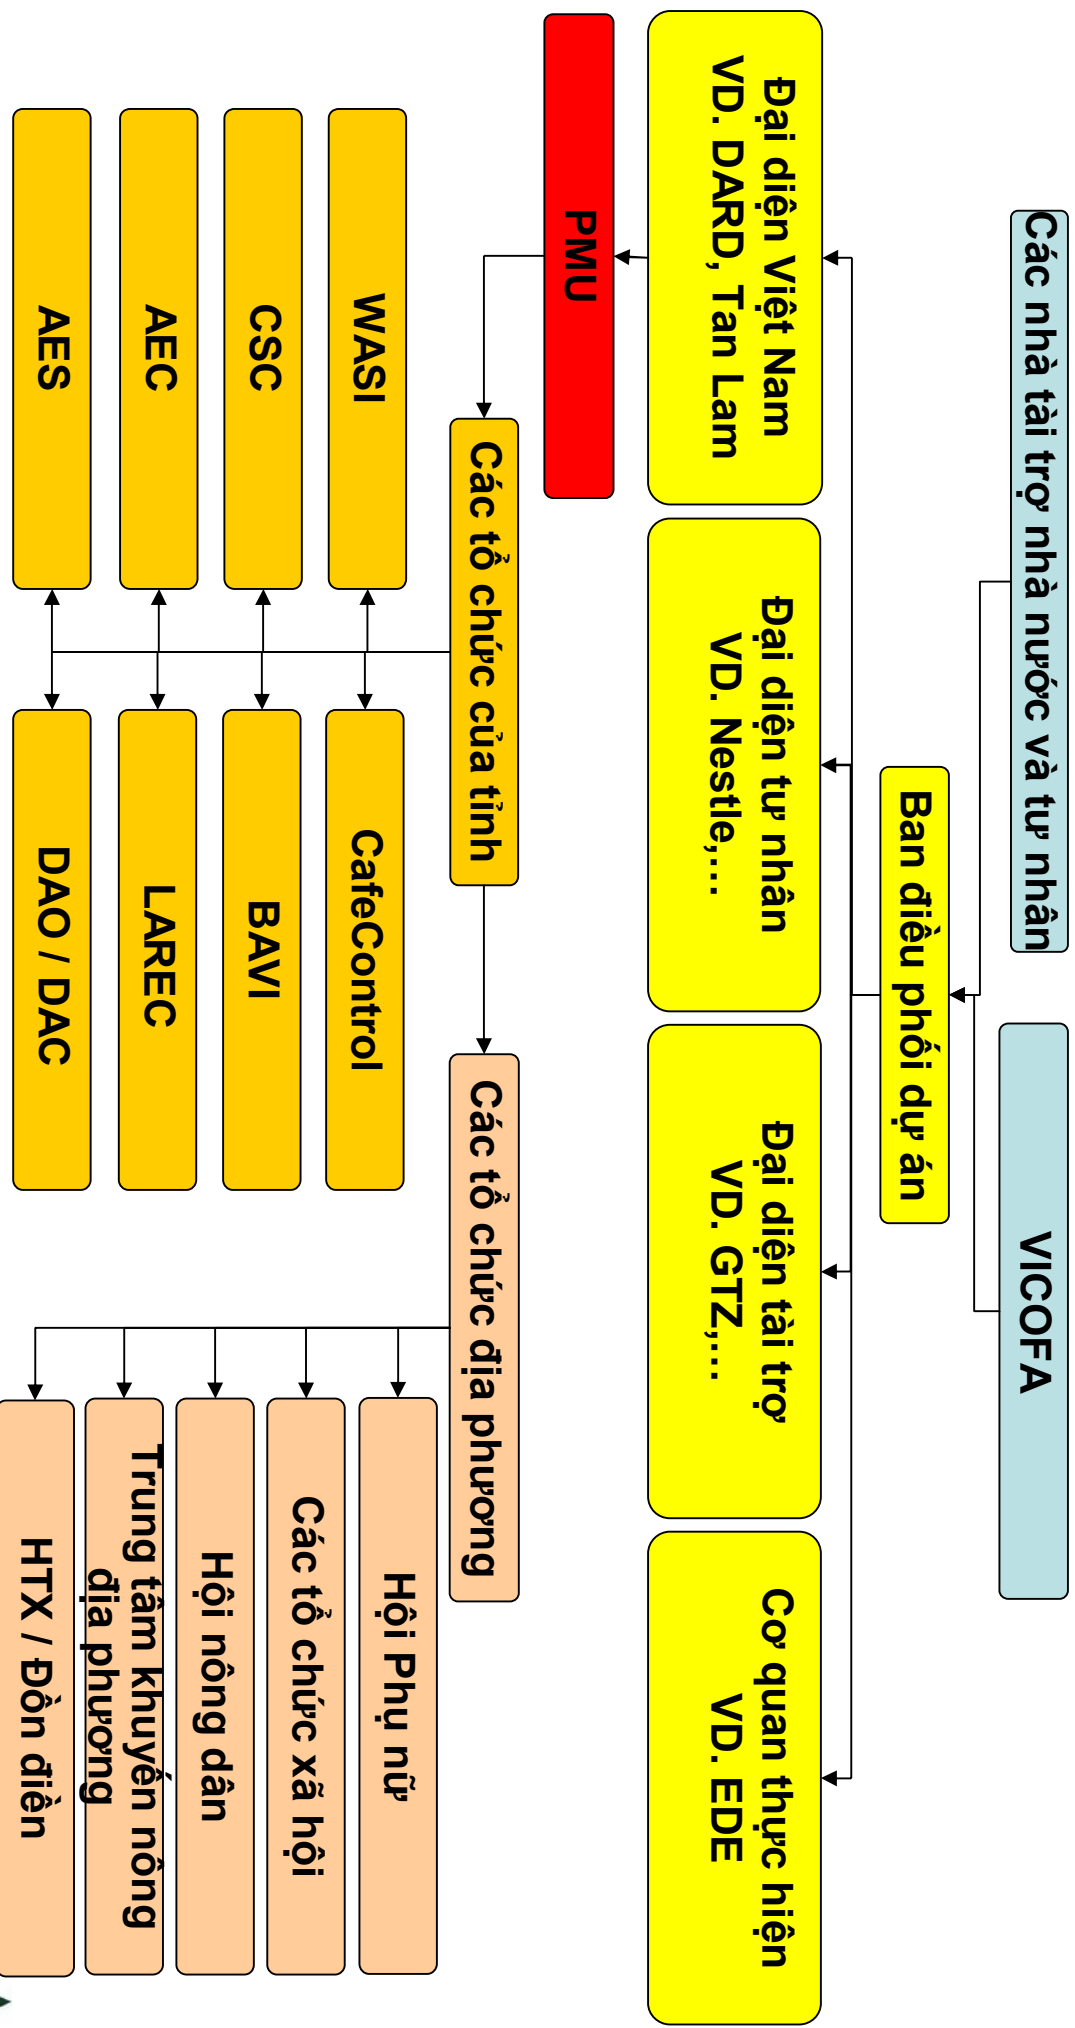 Các nhà tài trợ nhà nước và tư nhân
VICOFA
Ban điều phối dự án
Đại diện Việt Nam
VD. DARD, Tan Lam
Đại diện tư nhân
VD. Nestle,…
Đại diện tài trợ
VD. GTZ,…
Cơ quan thực hiện
VD. EDE
PMU
Các tổ chức của tỉnh
Các tổ chức địa phương
WASI
CafeControl
CSC
BAVI
AEC
LAREC
AES
DAO / DAC
Hội Phụ nữ
Các tổ chức xã hội
Hội nông dân
Trung tâm khuyến nông
địa phương
HTX / Đồn điền